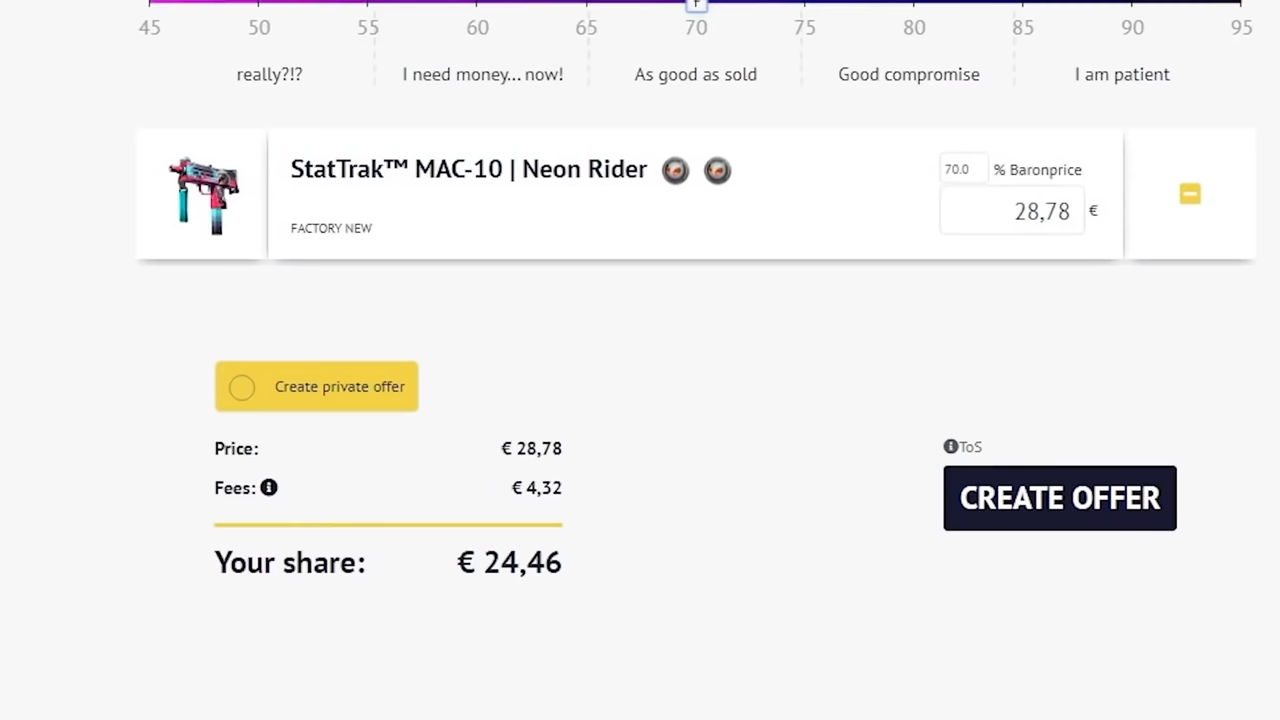 45 50 55 60 65 70 75 80 85 90 95
really?!? I need money... now! As good as sold Good compromise I am patient
StatTrak™ MAC-10 | Neon Rider
70.0 % Baronprice
28,78 €
FACTORY NEW
Create private offer
Price: € 28,78
Fees: € 4,32
ToS
CREATE OFFER
Your share: € 24,46